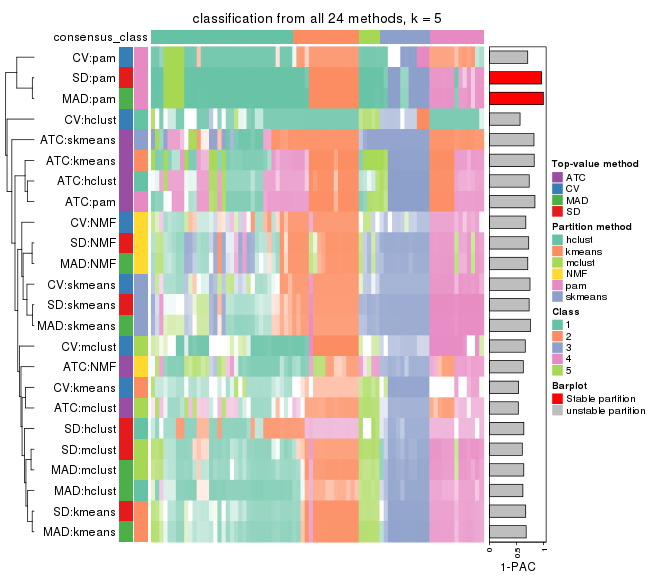 classification from all 24 methods, k = 5
consensus_class
CV:pam
SD:pam
MAD:pam
CV:hclust
ATC:skmeans
ATC:kmeans
ATC:hclust
ATC:pam
CV:NMF
SD:NMF
MAD:NMF
CV:skmeans
SD:skmeans
MAD:skmeans
CV:mclust
ATC:NMF
CV:kmeans
ATC:mclust
SD:hclust
SD:mclust
MAD:mclust
MAD:hclust
SD:kmeans
MAD:kmeans
0
0.5
1
1-PAC
Top-value method
ATC
CV
MAD
SD
Partition method
hclust
kmeans
mclust
NMF
pam
skmeans
Class
1
2
3
4
5
Barplot
Stable partition
unstable partition